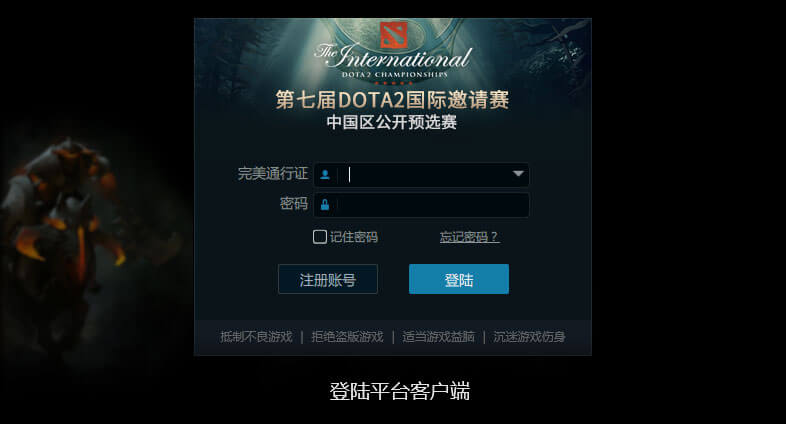 The International
DOTA 2 CHAMPIONSHIPS
第七届DOTA2国际邀请赛
中国区公开预选赛
完美通行证
密码
记住密码 忘记密码？
注册账号 登陆
抵制不良游戏 | 拒绝盗版游戏 | 适当游戏益脑 | 沉迷游戏伤身
登陆平台客户端